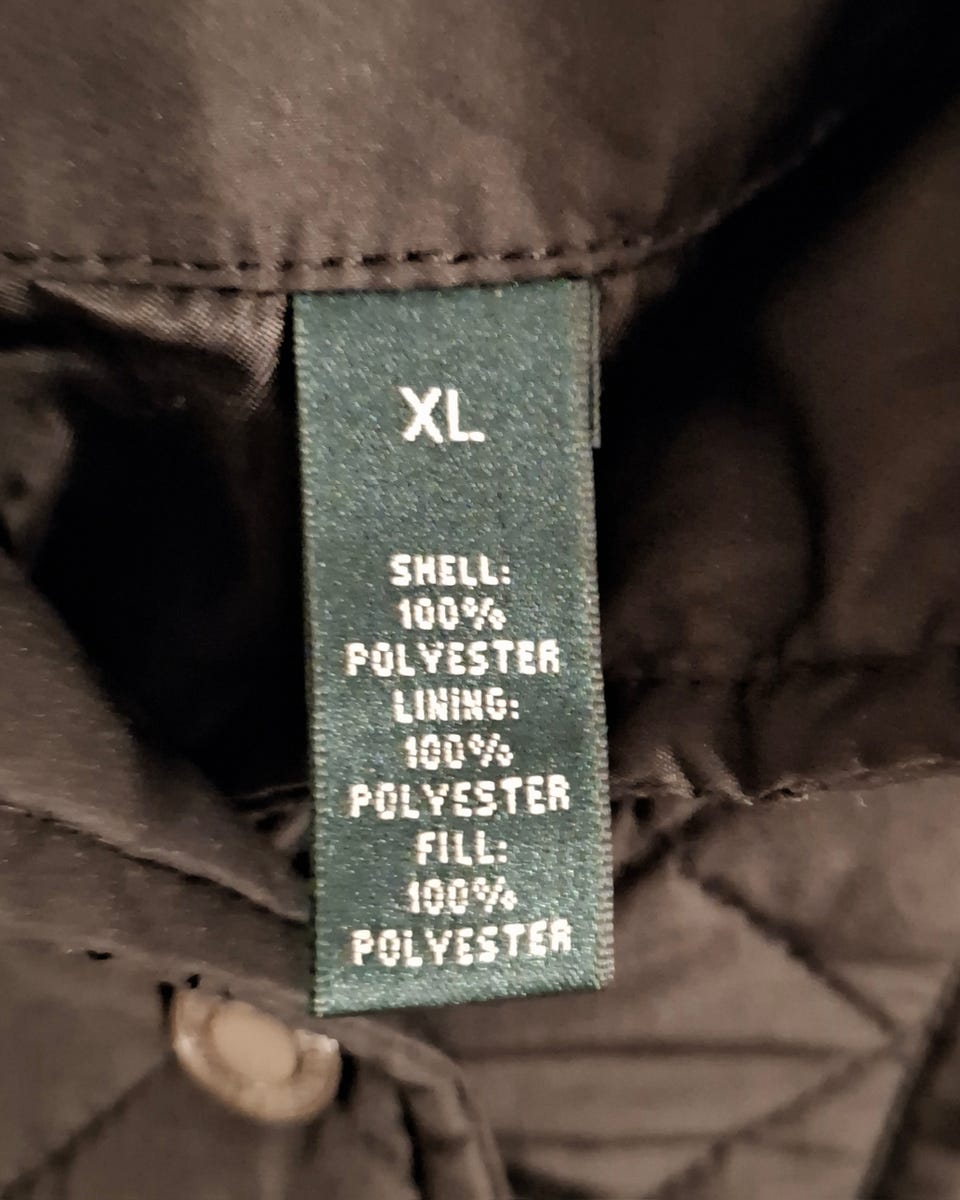 XL
SHELL:
100%
POLYESTER
LINING:
100%
POLYESTER
FILL:
100%
POLYESTER